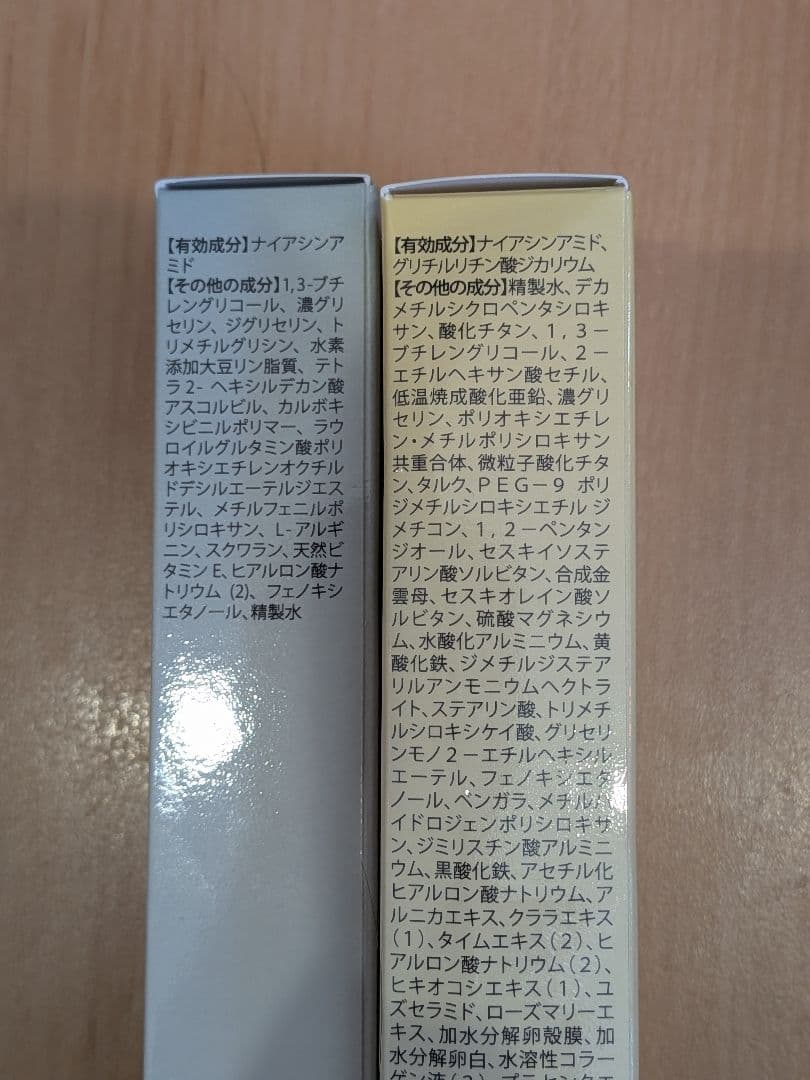 【有効成分】ナイアシンア
ミド
【その他の成分】1,3-ブチ
レングリコール、濃グリ
セリン、ジグリセリン、ト
リメチルグリシン、水素
添加大豆リン脂質、テト
ラ2-ヘキシルデカン酸
アスコルビル、カルボキ
シビニルポリマー、ラウ
ロイルグルタミン酸ポリ
オキシエチレンオクチル
ドデシルエーテルジエス
テル、メチルフェニルポ
リシロキサン、L-アルギ
ニン、スクワラン、天然ビ
タミンE、ヒアルロン酸ナ
トリウム(2)、フェノキシ
エタノール、精製水
【有効成分】ナイアシンアミド、
グリチルリチン酸ジカリウム
【その他の成分】精製水、デカ
メチルシクロペンタシロキ
サン、酸化チタン、1,3－
ブチレングリコール、2－
エチルヘキサン酸セチル、
低温焼成酸化亜鉛、濃グリ
セリン、ポリオキシエチレ
ン・メチルポリシロキサン
共重合体、微粒子酸化チタ
ン、タルク、PEG－9 ポリ
ジメチルシロキシエチル ジ
メチコン、1,2－ペンタン
ジオール、セスキイソステ
アリン酸ソルビタン、合成金
雲母、セスキオレイン酸ソ
ルビタン、硫酸マグネシウ
ム、水酸化アルミニウム、黄
酸化鉄、ジメチルジステア
リルアンモニウムヘクトラ
イト、ステアリン酸、トリメチ
ルシロキシケイ酸、グリセリ
ンモノ2－エチルヘキシル
エーテル、フェノキシエタ
ノール、ベンガラ、メチルハ
イドロジェンポリシロキサ
ン、ジミリスチン酸アルミニ
ウム、黒酸化鉄、アセチル化
ヒアルロン酸ナトリウム、ア
ルニカエキス、クララエキス
(1)、タイムエキス(2)、ヒ
アルロン酸ナトリウム(2)、
ヒキオコシエキス(1)、ユ
ズセラミド、ローズマリーエ
キス、加水分解卵殻膜、加
水分解卵白、水溶性コラー
ゲン液(3)、プラセンタエ